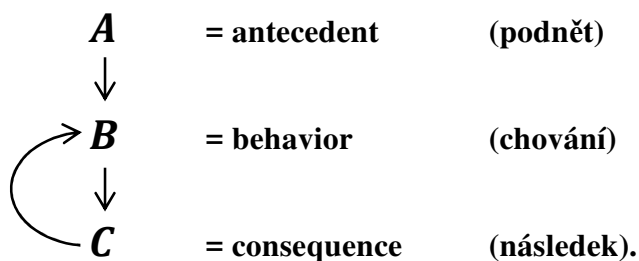 A = antecedent (podnět)
B = behavior (chování)
C = consequence (následek).